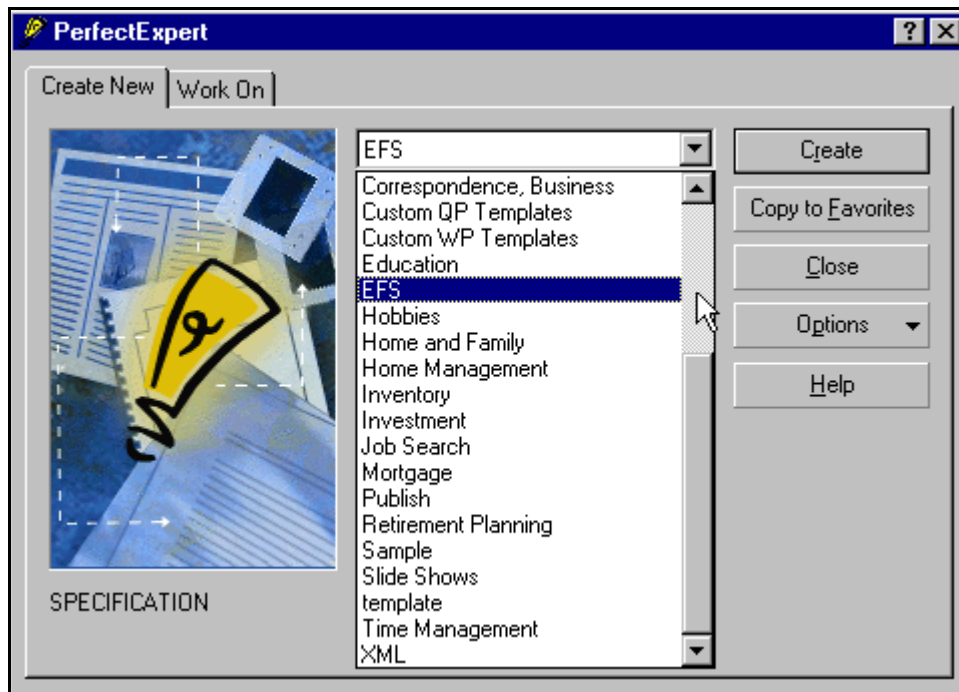 PerfectExpert
Create New
Work On
EFS
Correspondence, Business
Custom QP Templates
Custom WP Templates
Education
EFS
Hobbies
Home and Family
Home Management
Inventory
Investment
Job Search
Mortgage
Publish
Retirement Planning
Sample
Slide Shows
template
Time Management
XML
Create
Copy to Favorites
Close
Options
Help
SPECIFICATION